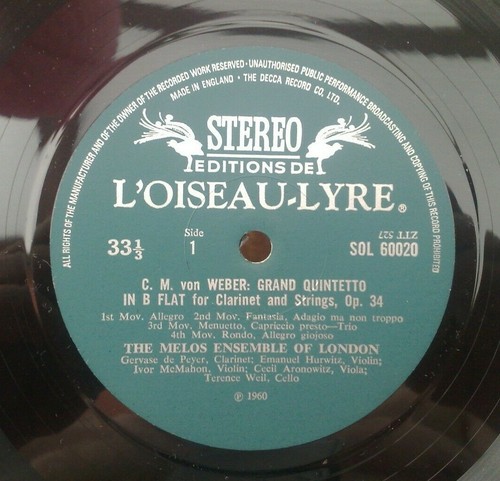 ALL RIGHTS OF THE MANUFACTURER AND OF THE OWNER OF THE RECORDED WORK RESERVED · UNAUTHORISED PUBLIC PERFORMANCE BROADCASTING AND COPYING OF THIS RECORD PROHIBITED
MADE IN ENGLAND · THE DECCA RECORD CO. LTD.
STEREO
EDITIONS DE
L'OISEAU-LYRE®
33⅓
Side
1
ZTT 527
SOL 60020
C. M. von WEBER: GRAND QUINTETTO
IN B FLAT for Clarinet and Strings, Op. 34
1st Mov. Allegro 2nd Mov. Fantasia, Adagio ma non troppo
3rd Mov. Menuetto, Capriccio presto—Trio
4th Mov. Rondo, Allegro giojoso
THE MELOS ENSEMBLE OF LONDON
Gervase de Peyer, Clarinet; Emanuel Hurwitz, Violin;
Ivor McMahon, Violin; Cecil Aronowitz, Viola;
Terence Weil, Cello
℗ 1960